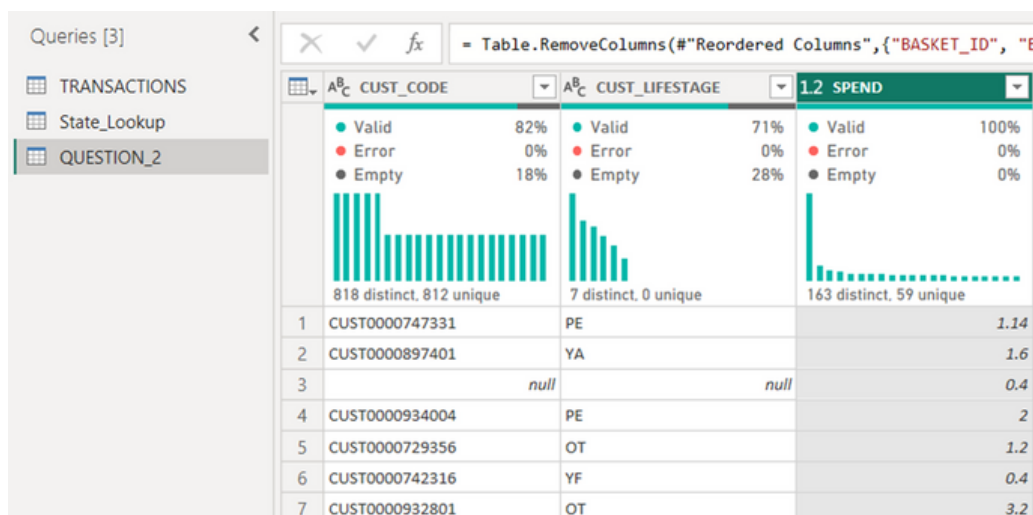 Queries [3]
TRANSACTIONS
State_Lookup
QUESTION_2
fx = Table.RemoveColumns(#"Reordered Columns",{"BASKET_ID",
ABC CUST_CODE ABC CUST_LIFESTAGE 1.2 SPEND
Valid 82% Valid 71% Valid 100%
Error 0% Error 0% Error 0%
Empty 18% Empty 28% Empty 0%
818 distinct, 812 unique 7 distinct, 0 unique 163 distinct, 59 unique
1 CUST0000747331 PE 1.14
2 CUST0000897401 YA 1.6
3 null null 0.4
4 CUST0000934004 PE 2
5 CUST0000729356 OT 1.2
6 CUST0000742316 YF 0.4
7 CUST0000932801 OT 3.2